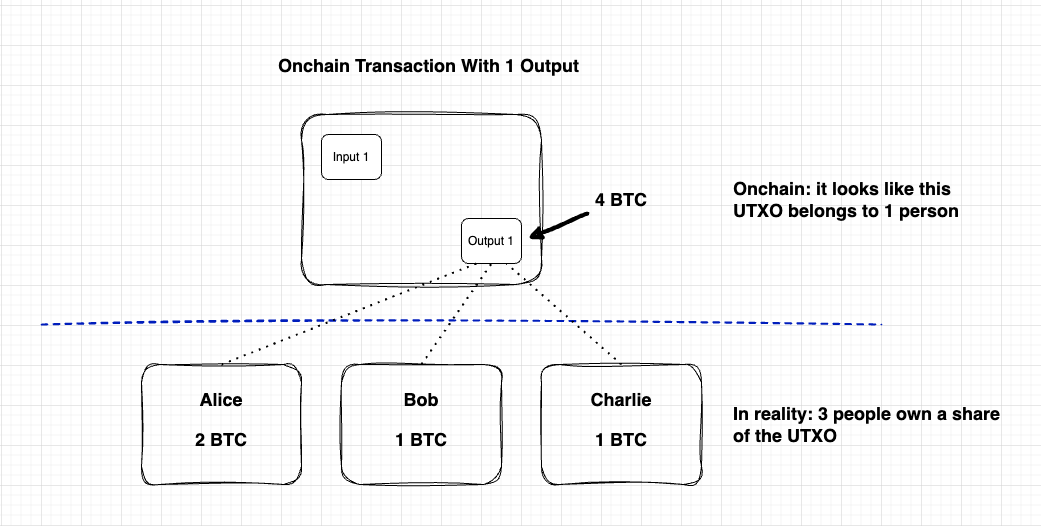 Onchain Transaction With 1 Output
Input 1
4 BTC
Output 1
Onchain: it looks like this
UTXO belongs to 1 person
Alice
2 BTC
Bob
1 BTC
Charlie
1 BTC
In reality: 3 people own a share
of the UTXO